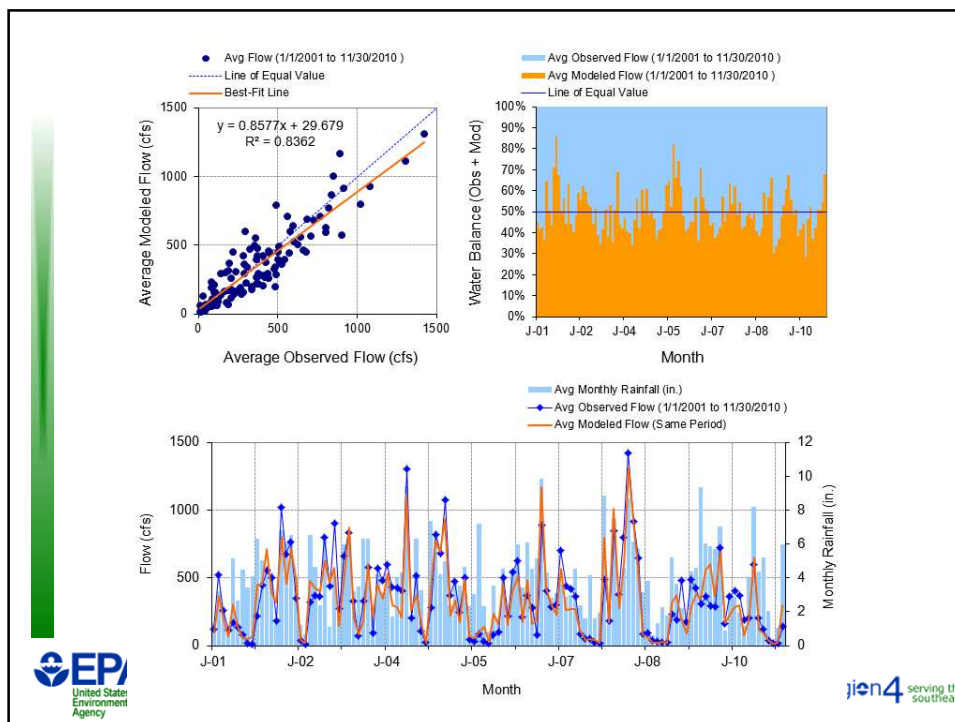 Avg Flow (1/1/2001 to 11/30/2010 )
Line of Equal Value
Best-Fit Line
1500
1000
500
0
y = 0.8577x + 29.679
R² = 0.8362
Average Modeled Flow (cfs)
0 500 1000 1500
Average Observed Flow (cfs)
Avg Observed Flow (1/1/2001 to 11/30/2010 )
Avg Modeled Flow (1/1/2001 to 11/30/2010 )
Line of Equal Value
100%
90%
80%
70%
60%
50%
40%
30%
20%
10%
0%
Water Balance (Obs + Mod)
J-01 J-02 J-04 J-05 J-07 J-08 J-10
Month
Avg Monthly Rainfall (in.)
Avg Observed Flow (1/1/2001 to 11/30/2010 )
Avg Modeled Flow (Same Period)
1500
1000
500
0
Flow (cfs)
12
10
8
6
4
2
0
Monthly Rainfall (in.)
J-01 J-02 J-04 J-05 J-07 J-08 J-10
Month
EPA
United States
Environment
Agency
gion4 serving th
southea